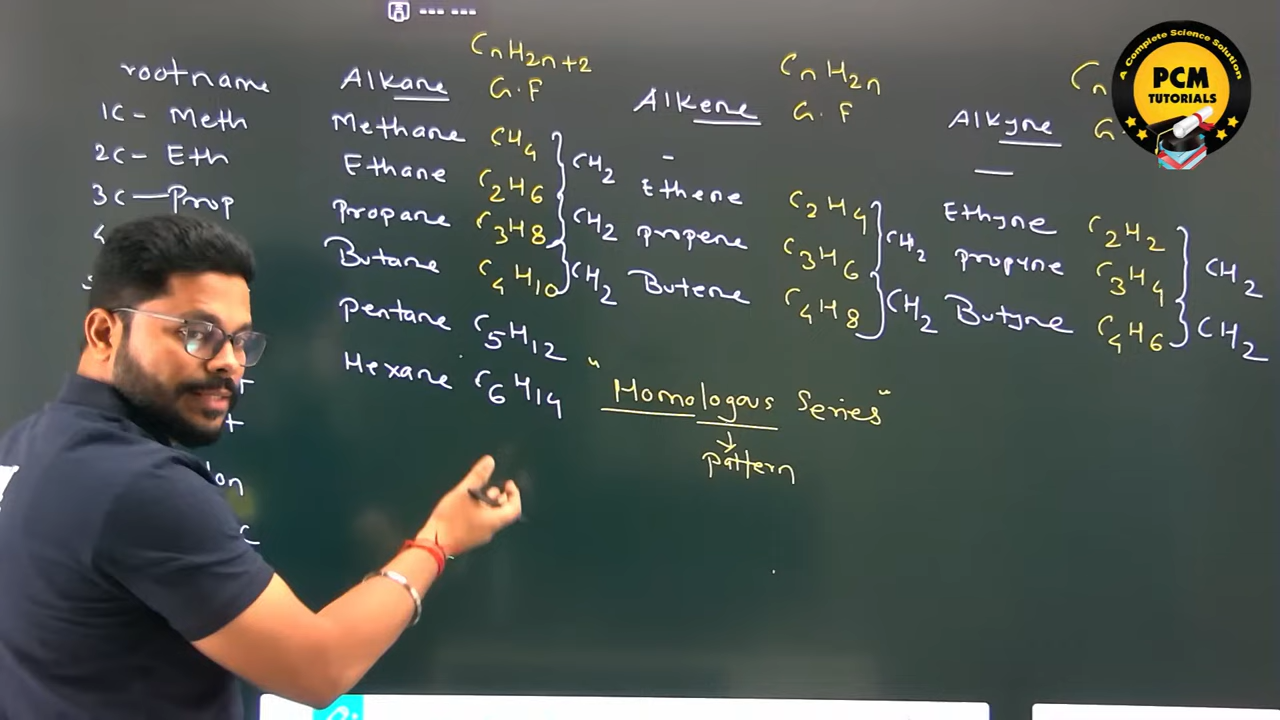 rootname
1C - Meth
2C - Eth
3C — Prop
Alkane
CnH2n+2
G.F
Methane CH4
Ethane C2H6
propane C3H8
Butane C4H10
pentane C5H12
Hexane C6H14
CH2
CH2
CH2
Alkene
CnH2n
G.F
-
Ethene C2H4
propene C3H6
Butene C4H8
CH2
CH2
Alkyne
Cn
G.
—
Ethyne C2H2
propyne C3H4
Butyne C4H6
CH2
CH2
"Homologous Series"
↓
pattern
A Complete Science Solution
PCM
TUTORIALS